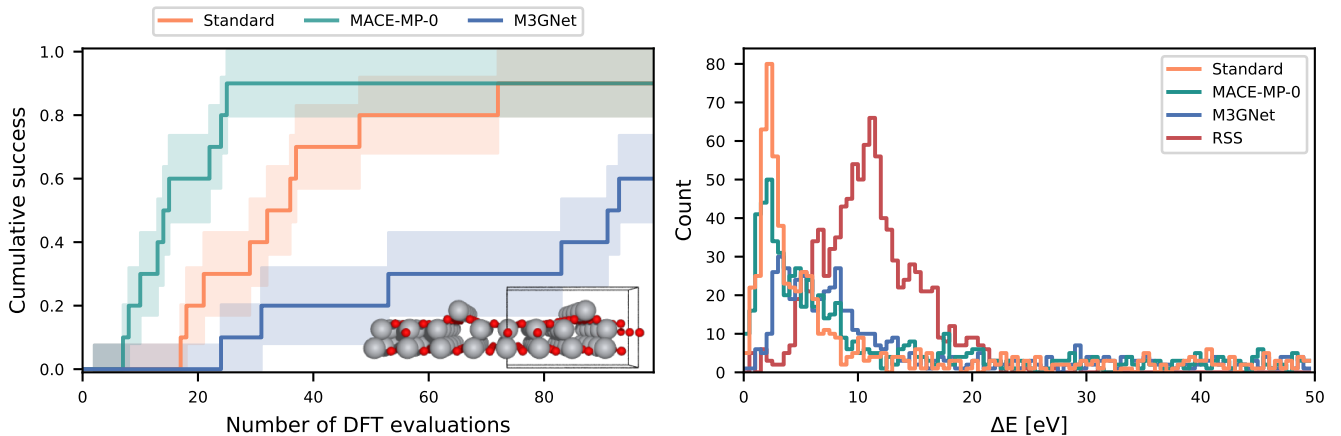 Standard MACE-MP-0 M3GNet
Cumulative success
1.0
0.8
0.6
0.4
0.2
0.0
0 20 40 60 80
Number of DFT evaluations
Count
80
70
60
50
40
30
20
10
0
0 10 20 30 40 50
ΔE [eV]
Standard
MACE-MP-0
M3GNet
RSS